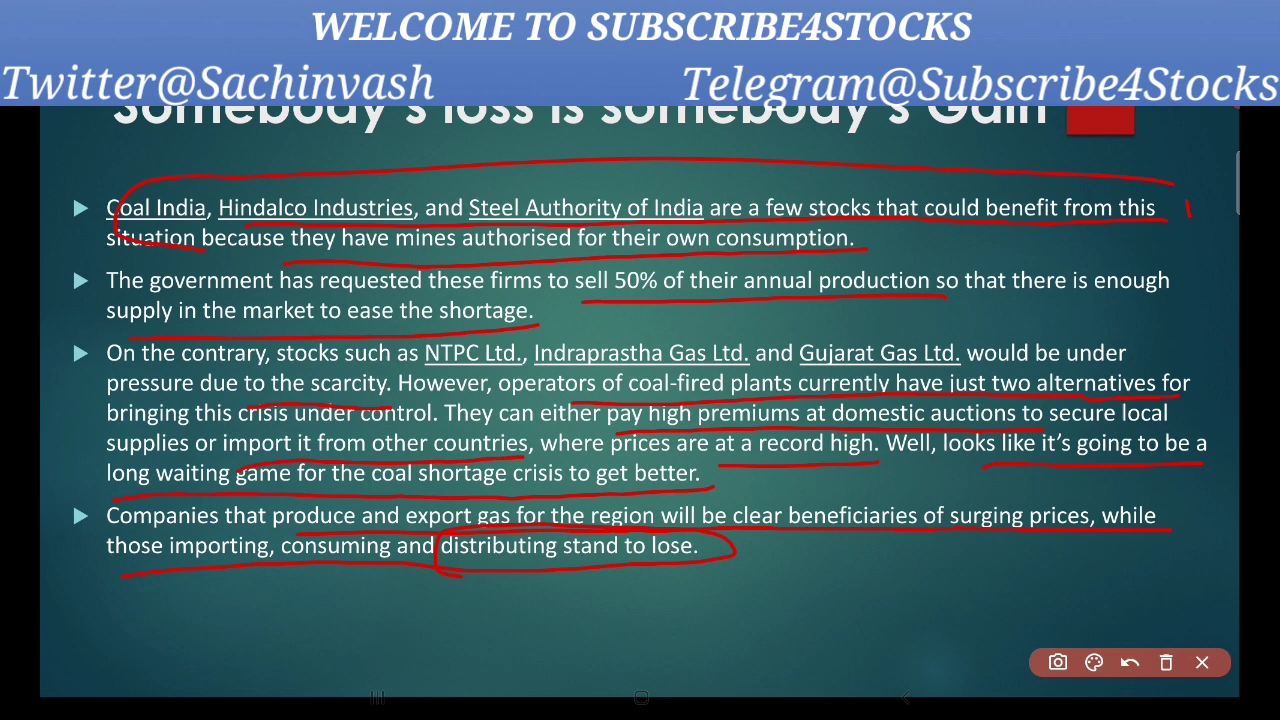 WELCOME TO SUBSCRIBE4STOCKS
Twitter@Sachinvash
Telegram@Subscribe4Stocks
Somebody's loss is somebody's Gain
Coal India, Hindalco Industries, and Steel Authority of India are a few stocks that could benefit from this
situation because they have mines authorised for their own consumption.
The government has requested these firms to sell 50% of their annual production so that there is enough
supply in the market to ease the shortage.
On the contrary, stocks such as NTPC Ltd., Indraprastha Gas Ltd. and Gujarat Gas Ltd. would be under
pressure due to the scarcity. However, operators of coal-fired plants currently have just two alternatives for
bringing this crisis under control. They can either pay high premiums at domestic auctions to secure local
supplies or import it from other countries, where prices are at a record high. Well, looks like it's going to be a
long waiting game for the coal shortage crisis to get better.
Companies that produce and export gas for the region will be clear beneficiaries of surging prices, while
those importing, consuming and distributing stand to lose.